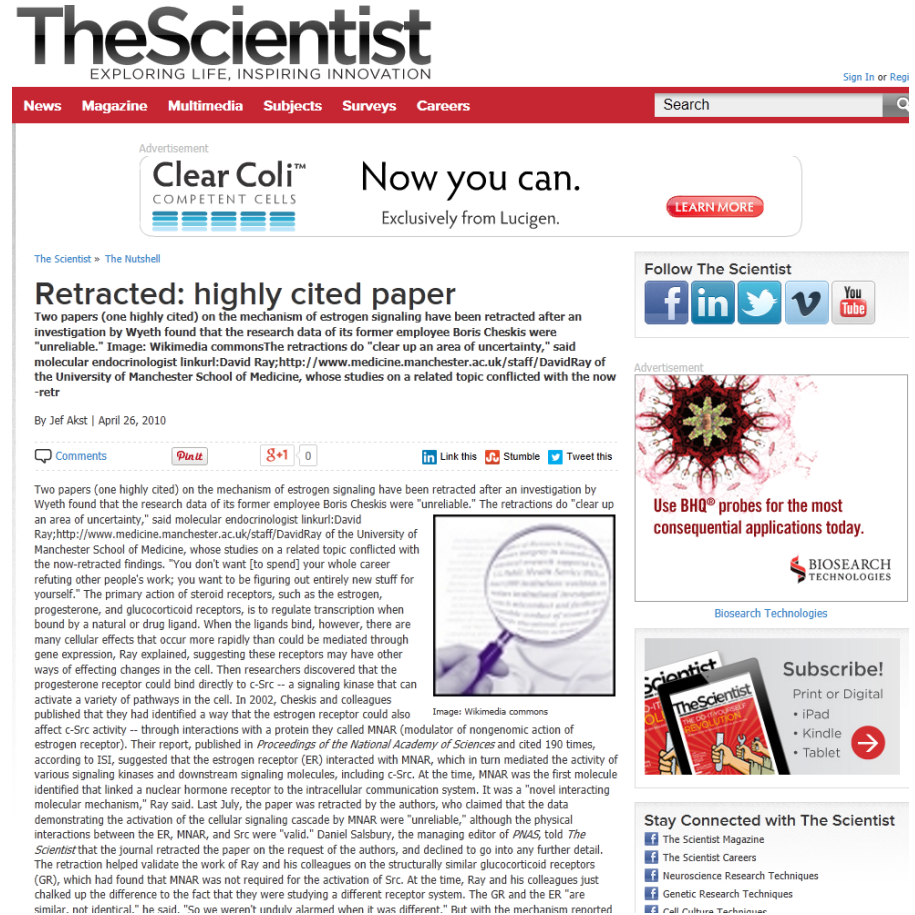 TheScientist
EXPLORING LIFE, INSPIRING INNOVATION
Sign In or Regi
News Magazine Multimedia Subjects Surveys Careers
Search
Advertisement
Clear Coli™
COMPETENT CELLS
Now you can.
Exclusively from Lucigen.
LEARN MORE
The Scientist » The Nutshell
Retracted: highly cited paper
Two papers (one highly cited) on the mechanism of estrogen signaling have been retracted after an
investigation by Wyeth found that the research data of its former employee Boris Cheskis were
"unreliable." Image: Wikimedia commonsThe retractions do "clear up an area of uncertainty," said
molecular endocrinologist linkurl:David Ray;http://www.medicine.manchester.ac.uk/staff/DavidRay of
the University of Manchester School of Medicine, whose studies on a related topic conflicted with the now
-retr
By Jef Akst | April 26, 2010
Comments
Pin it
g+1 0
Link this Stumble Tweet this
Two papers (one highly cited) on the mechanism of estrogen signaling have been retracted after an investigation by
Wyeth found that the research data of its former employee Boris Cheskis were "unreliable." The retractions do "clear up
an area of uncertainty," said molecular endocrinologist linkurl:David
Ray;http://www.medicine.manchester.ac.uk/staff/DavidRay of the University of
Manchester School of Medicine, whose studies on a related topic conflicted with
the now-retracted findings. "You don't want [to spend] your whole career
refuting other people's work; you want to be figuring out entirely new stuff for
yourself." The primary action of steroid receptors, such as the estrogen,
progesterone, and glucocorticoid receptors, is to regulate transcription when
bound by a natural or drug ligand. When the ligands bind, however, there are
many cellular effects that occur more rapidly than could be mediated through
gene expression, Ray explained, suggesting these receptors may have other
ways of effecting changes in the cell. Then researchers discovered that the
progesterone receptor could bind directly to c-Src -- a signaling kinase that can
activate a variety of pathways in the cell. In 2002, Cheskis and colleagues
published that they had identified a way that the estrogen receptor could also
affect c-Src activity -- through interactions with a protein they called MNAR (modulator of nongenomic action of
estrogen receptor). Their report, published in Proceedings of the National Academy of Sciences and cited 190 times,
according to ISI, suggested that the estrogen receptor (ER) interacted with MNAR, which in turn mediated the activity of
various signaling kinases and downstream signaling molecules, including c-Src. At the time, MNAR was the first molecule
identified that linked a nuclear hormone receptor to the intracellular communication system. It was a "novel interacting
molecular mechanism," Ray said. Last July, the paper was retracted by the authors, who claimed that the data
demonstrating the activation of the cellular signaling cascade by MNAR were "unreliable," although the physical
interactions between the ER, MNAR, and Src were "valid." Daniel Salsbury, the managing editor of PNAS, told The
Scientist that the journal retracted the paper on the request of the authors, and declined to go into any further detail.
The retraction helped validate the work of Ray and his colleagues on the structurally similar glucocorticoid receptors
(GR), which had found that MNAR was not required for the activation of Src. At the time, Ray and his colleagues just
chalked up the difference to the fact that they were studying a different receptor system. The GR and the ER "are
similar, not identical," he said. "So we weren't unduly alarmed when it was different." But with the mechanism reported
Image: Wikimedia commons
Follow The Scientist
You
Tube
Advertisement
Use BHQ® probes for the most
consequential applications today.
BIOSEARCH
TECHNOLOGIES
Biosearch Technologies
TheScientist
THE DO-IT-YOURSELF
REVOLUTION
Subscribe!
Print or Digital
• iPad
• Kindle
• Tablet
Stay Connected with The Scientist
The Scientist Magazine
The Scientist Careers
Neuroscience Research Techniques
Genetic Research Techniques
Cell Culture Techniques